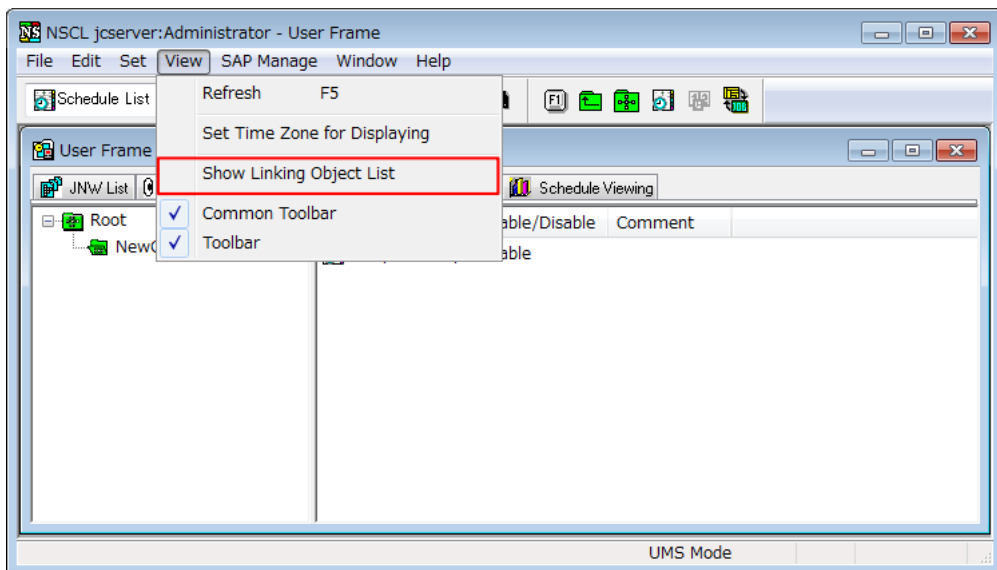 NSCL jcserver:Administrator - User Frame
File Edit Set View SAP Manage Window Help
Schedule List
Refresh F5
Set Time Zone for Displaying
Show Linking Object List
Common Toolbar
Toolbar
User Frame
JNW List Schedule Viewing
Root able/Disable Comment
New able
UMS Mode